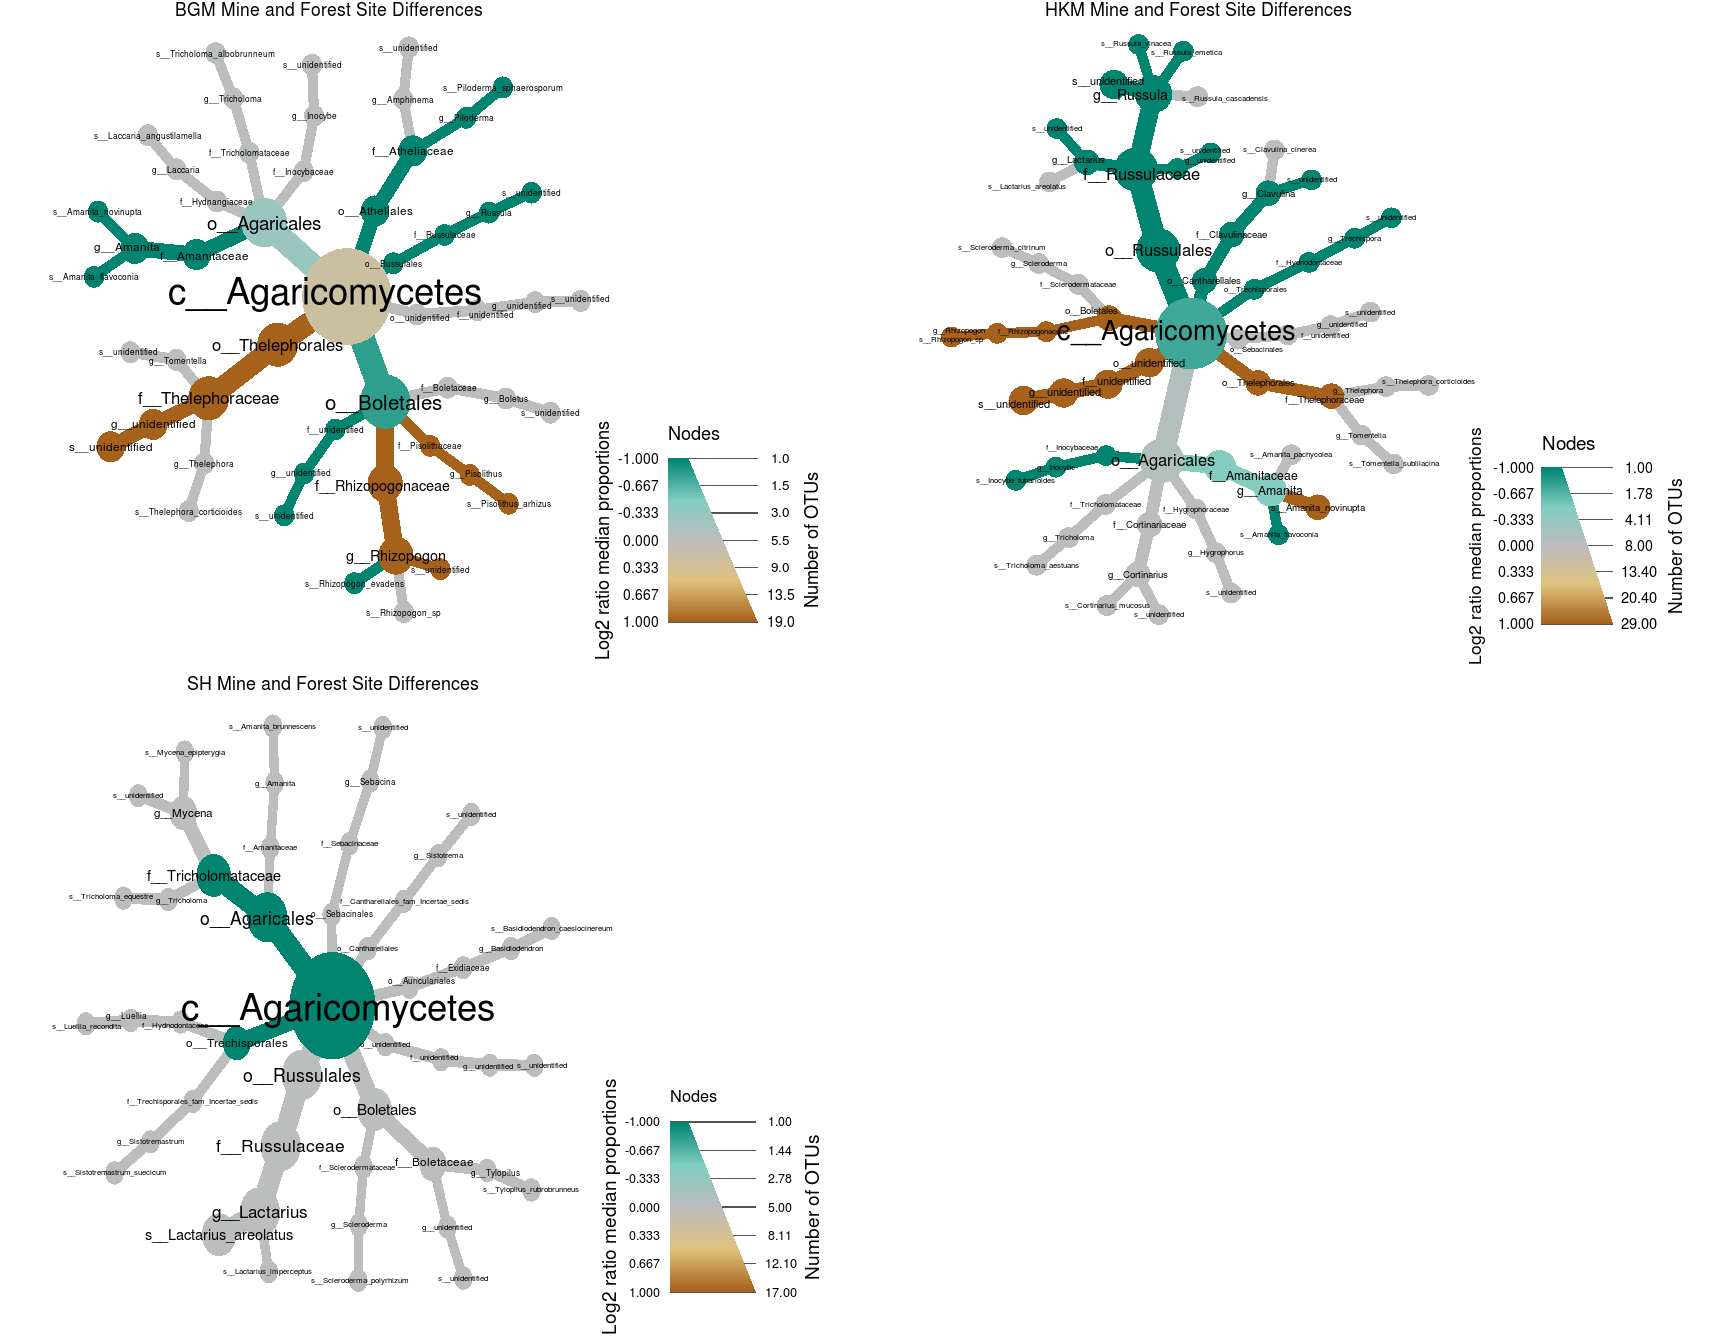 BGM Mine and Forest Site Differences
s__Tricholoma_albobrunneum
s__unidentified
s__unidentified
g__Tricholoma
g__Inocybe
g__Amphinema
s__Piloderma_sphaerosporum
g__Piloderma
s__Laccaria_angustilamella
f__Tricholomataceae
f__Atheliaceae
g__Laccaria
f__Inocybaceae
s__unidentified
f__Hydnangiaceae
s__Amanita_novinupta
o__Agaricales
o__Atheliales
g__Russula
f__Russulaceae
g__Amanita
f__Amanitaceae
o__Russulales
s__Amanita_flavoconia
c__Agaricomycetes
o__unidentified
f__unidentified
g__unidentified
s__unidentified
o__Thelephorales
s__unidentified
g__Tomentella
f__Thelephoraceae
g__unidentified
s__unidentified
g__Thelephora
s__Thelephora_corticioides
o__Boletales
f__Boletaceae
g__Boletus
s__unidentified
f__unidentified
g__unidentified
s__unidentified
f__Pisolithaceae
g__Pisolithus
s__Pisolithus_arhizus
f__Rhizopogonaceae
g__Rhizopogon
s__unidentified
s__Rhizopogon_evadens
s__Rhizopogon_sp
Nodes
Log2 ratio median proportions
Number of OTUs
-1.000 1.0
-0.667 1.5
-0.333 3.0
0.000 5.5
0.333 9.0
0.667 13.5
1.000 19.0
HKM Mine and Forest Site Differences
s__Russula_vinacea
s__Russula_emetica
s__unidentified
g__Russula
s__Russula_cascadensis
s__unidentified
g__Lactarius
s__unidentified
g__unidentified
f__Russulaceae
s__Lactarius_areolatus
s__Clavulina_cinerea
s__unidentified
g__Clavulina
s__unidentified
f__Clavulinaceae
g__Trechispora
o__Russulales
s__Scleroderma_citrinum
g__Scleroderma
f__Hydnodontaceae
f__Sclerodermataceae
o__Cantharellales
o__Trechisporales
o__Boletales
g__Rhizopogon
f__Rhizopogonaceae
s__Rhizopogon_sp
c__Agaricomycetes
s__unidentified
g__unidentified
f__unidentified
o__Sebacinales
o__unidentified
f__unidentified
g__unidentified
s__unidentified
o__Thelephorales
f__Thelephoraceae
g__Thelephora
s__Thelephora_corticioides
g__Tomentella
s__Tomentella_sublilacina
f__Inocybaceae
g__Inocybe
s__Inocybe_tubarioides
o__Agaricales
s__Amanita_pachycolea
f__Amanitaceae
g__Amanita
s__Amanita_novinupta
s__Amanita_flavoconia
f__Tricholomataceae
f__Hygrophoraceae
f__Cortinariaceae
g__Tricholoma
g__Hygrophorus
s__Tricholoma_aestuans
g__Cortinarius
s__unidentified
s__Cortinarius_mucosus
s__unidentified
Nodes
Log2 ratio median proportions
Number of OTUs
-1.000 1.00
-0.667 1.78
-0.333 4.11
0.000 8.00
0.333 13.40
0.667 20.40
1.000 29.00
SH Mine and Forest Site Differences
s__Amanita_brunnescens
s__unidentified
s__Mycena_epipterygia
g__Amanita
g__Sebacina
s__unidentified
g__Mycena
s__unidentified
f__Amanitaceae
f__Sebacinaceae
g__Sistotrema
f__Tricholomataceae
s__Tricholoma_equestre
g__Tricholoma
f__Cantharellales_fam_Incertae_sedis
o__Agaricales
o__Sebacinales
s__Basidiodendron_caesiocinereum
o__Cantharellales
g__Basidiodendron
f__Exidiaceae
o__Auriculariales
c__Agaricomycetes
g__Luellia
s__Luellia_recondita
f__Hydnodontaceae
o__Trechisporales
o__unidentified
f__unidentified
g__unidentified
s__unidentified
o__Russulales
f__Trechisporales_fam_Incertae_sedis
o__Boletales
g__Sistotremastrum
f__Russulaceae
s__Sistotremastrum_suecicum
f__Sclerodermataceae
f__Boletaceae
g__Tylopilus
s__Tylopilus_rubrobrunneus
g__Lactarius
s__Lactarius_areolatus
g__Scleroderma
g__unidentified
s__Lactarius_imperceptus
s__Scleroderma_polyrhizum
s__unidentified
Nodes
Log2 ratio median proportions
Number of OTUs
-1.000 1.00
-0.667 1.44
-0.333 2.78
0.000 5.00
0.333 8.11
0.667 12.10
1.000 17.00